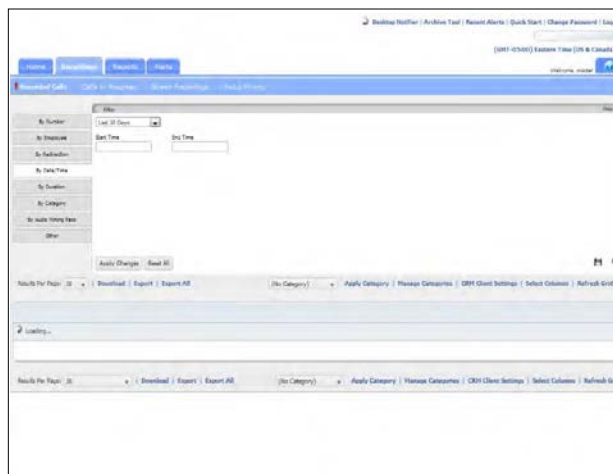 Desktop Notifier | Archive Tool | Recent Alerts | Quick Start | Change Password | Log
(GMT-05:00) Eastern Time (US & Canada
Home Recordings Reports Alerts
Welcome,
Recorded Calls Calls In Progress Screen Recordings
Filter
By Number
Last 30 Days
By Employee
Start Time End Time
By Redirection
By Date/Time
By Duration
By Category
By Audio Mining Rank
Other
Apply Changes Reset All
Results Per Page: | Download | Export | Export All (No Category) Apply Category | Manage Categories | CRM Client Settings | Select Columns | Refresh Grid
Loading...
Results Per Page: | Download | Export | Export All (No Category) Apply Category | Manage Categories | CRM Client Settings | Select Columns | Refresh Gr